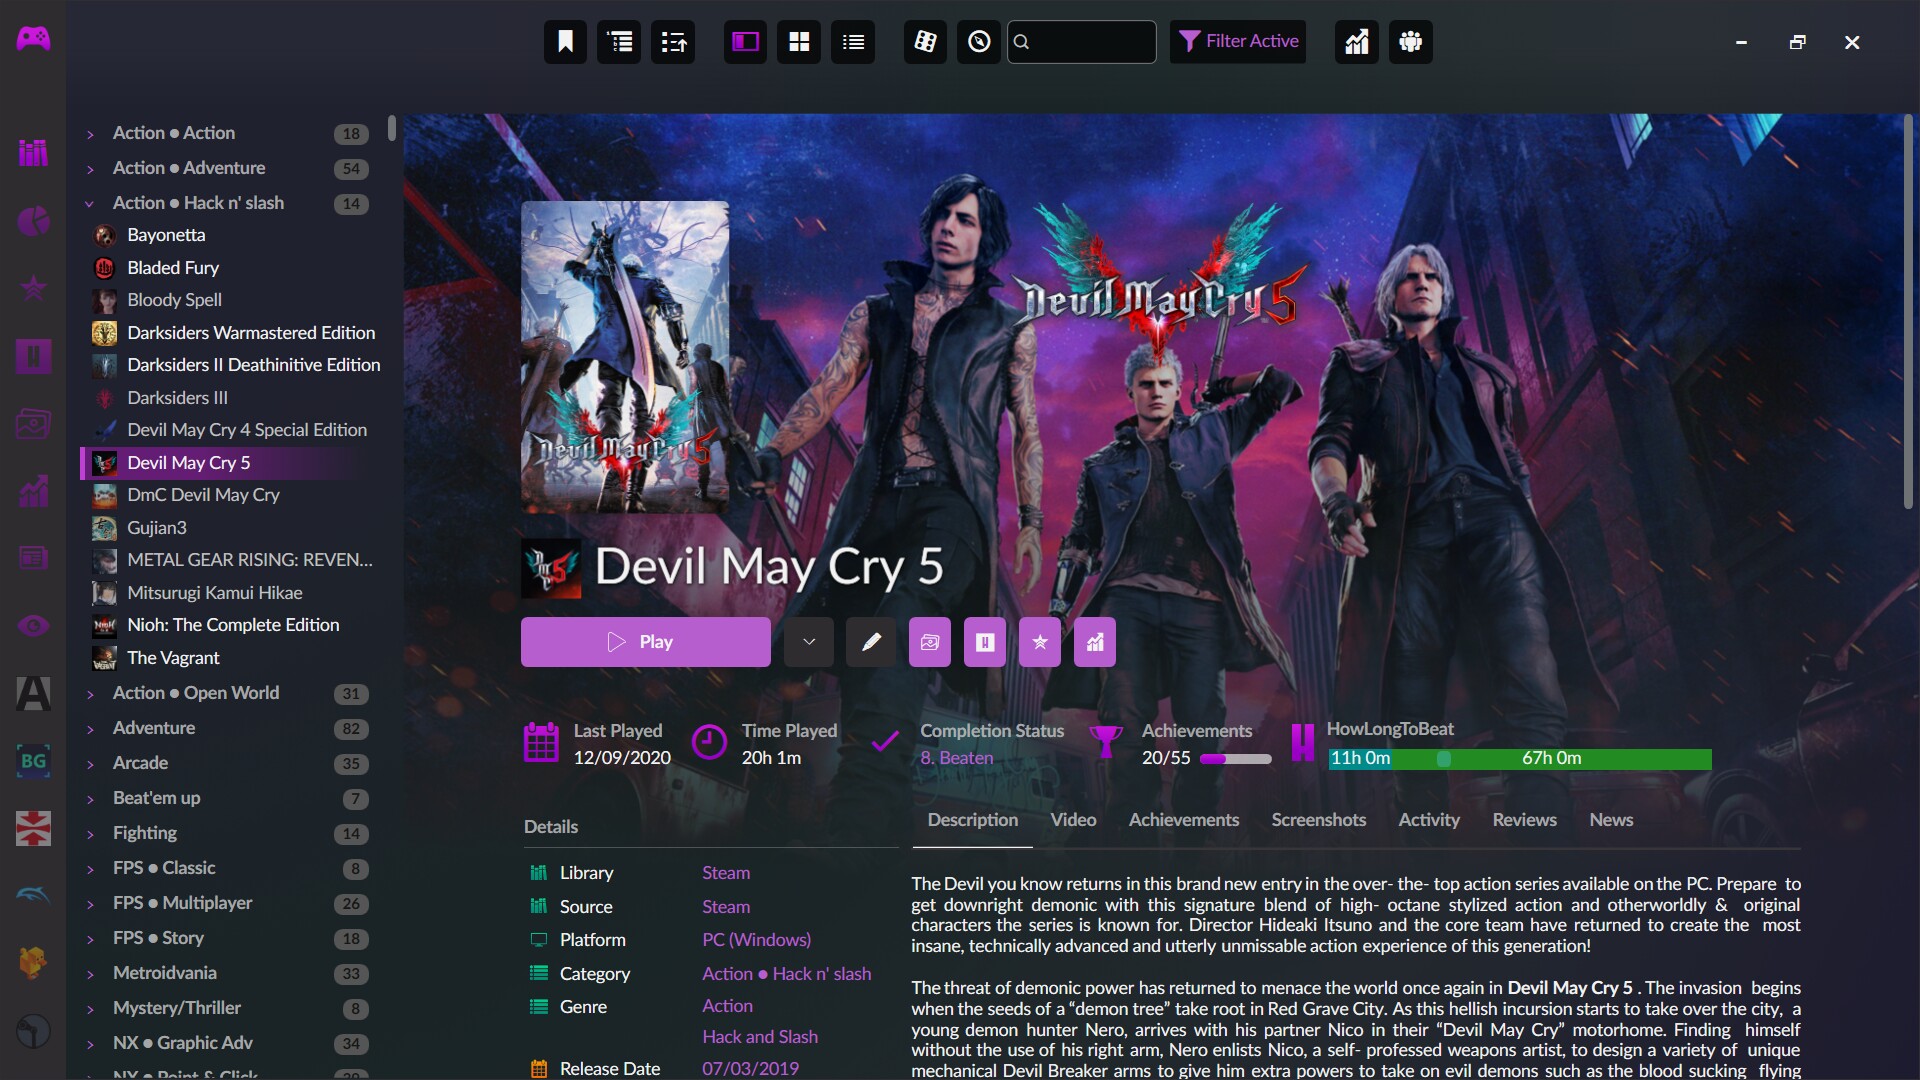 Filter Active
Action ● Action 18
Action ● Adventure 54
Action ● Hack n' slash 14
Bayonetta
Bladed Fury
Bloody Spell
Darksiders Warmastered Edition
Darksiders II Deathinitive Edition
Darksiders III
Devil May Cry 4 Special Edition
Devil May Cry 5
DmC Devil May Cry
Gujian3
METAL GEAR RISING: REVEN...
Mitsurugi Kamui Hikae
Nioh: The Complete Edition
The Vagrant
Action ● Open World 31
Adventure 82
Arcade 35
Beat'em up 7
Fighting 14
FPS ● Classic 8
FPS ● Multiplayer 26
FPS ● Story 18
Metroidvania 33
Mystery/Thriller 8
NX ● Graphic Adv 34
NX ● Point & Click
A
BG
Devil May Cry 5
Devil May Cry 5
DMC5
Devil May Cry 5
Play
Last Played
12/09/2020
Time Played
20h 1m
Completion Status
8. Beaten
Achievements
20/55
HowLongToBeat
11h 0m 67h 0m
Details
Library Steam
Source Steam
Platform PC (Windows)
Category Action ● Hack n' slash
Genre Action
Hack and Slash
Release Date 07/03/2019
Description Video Achievements Screenshots Activity Reviews News
The Devil you know returns in this brand new entry in the over- the- top action series available on the PC. Prepare to
get downright demonic with this signature blend of high- octane stylized action and otherworldly & original
characters the series is known for. Director Hideaki Itsuno and the core team have returned to create the most
insane, technically advanced and utterly unmissable action experience of this generation!
The threat of demonic power has returned to menace the world once again in Devil May Cry 5 . The invasion begins
when the seeds of a “demon tree” take root in Red Grave City. As this hellish incursion starts to take over the city, a
young demon hunter Nero, arrives with his partner Nico in their “Devil May Cry” motorhome. Finding himself
without the use of his right arm, Nero enlists Nico, a self- professed weapons artist, to design a variety of unique
mechanical Devil Breaker arms to give him extra powers to take on evil demons such as the blood sucking flying